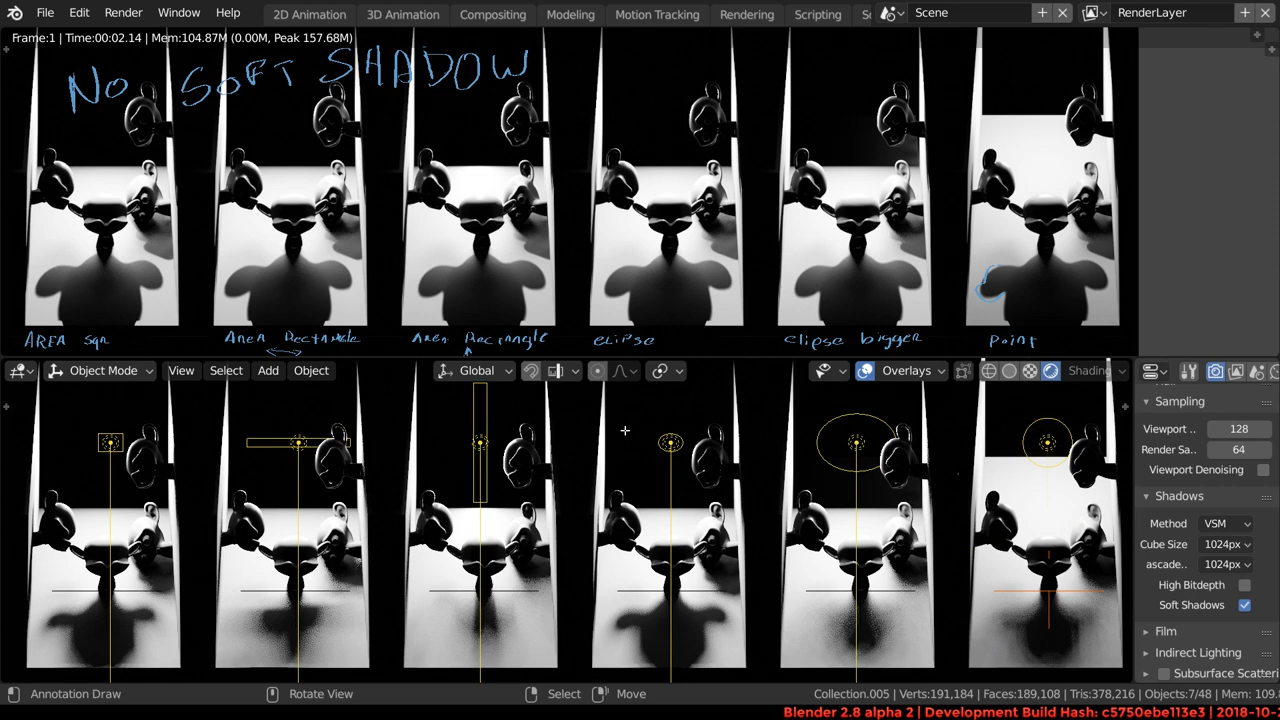 File Edit Render Window Help 2D Animation 3D Animation Compositing Modeling Motion Tracking Rendering Scripting Scene RenderLayer
Frame:1 | Time:00:02.14 | Mem:104.87M (0.00M, Peak 157.68M)
No SOFT SHADOW
AREA Sqr Area Rectangle Area Rectangle elipse elipse bigger point
Object Mode View Select Add Object Global Overlays Shading
Sampling
Viewport .. 128
Render Sa.. 64
Viewport Denoising
Shadows
Method VSM
Cube Size 1024px
ascade.. 1024px
High Bitdepth
Soft Shadows
Film
Indirect Lighting
Subsurface Scatteri
Annotation Draw Rotate View Select Move Collection.005 | Verts:191,184 | Faces:189,108 | Tris:378,216 | Objects:7/48 | Mem: 109.8
Blender 2.8 alpha 2 | Development Build Hash: c5750ebe113e3 | 2018-10-